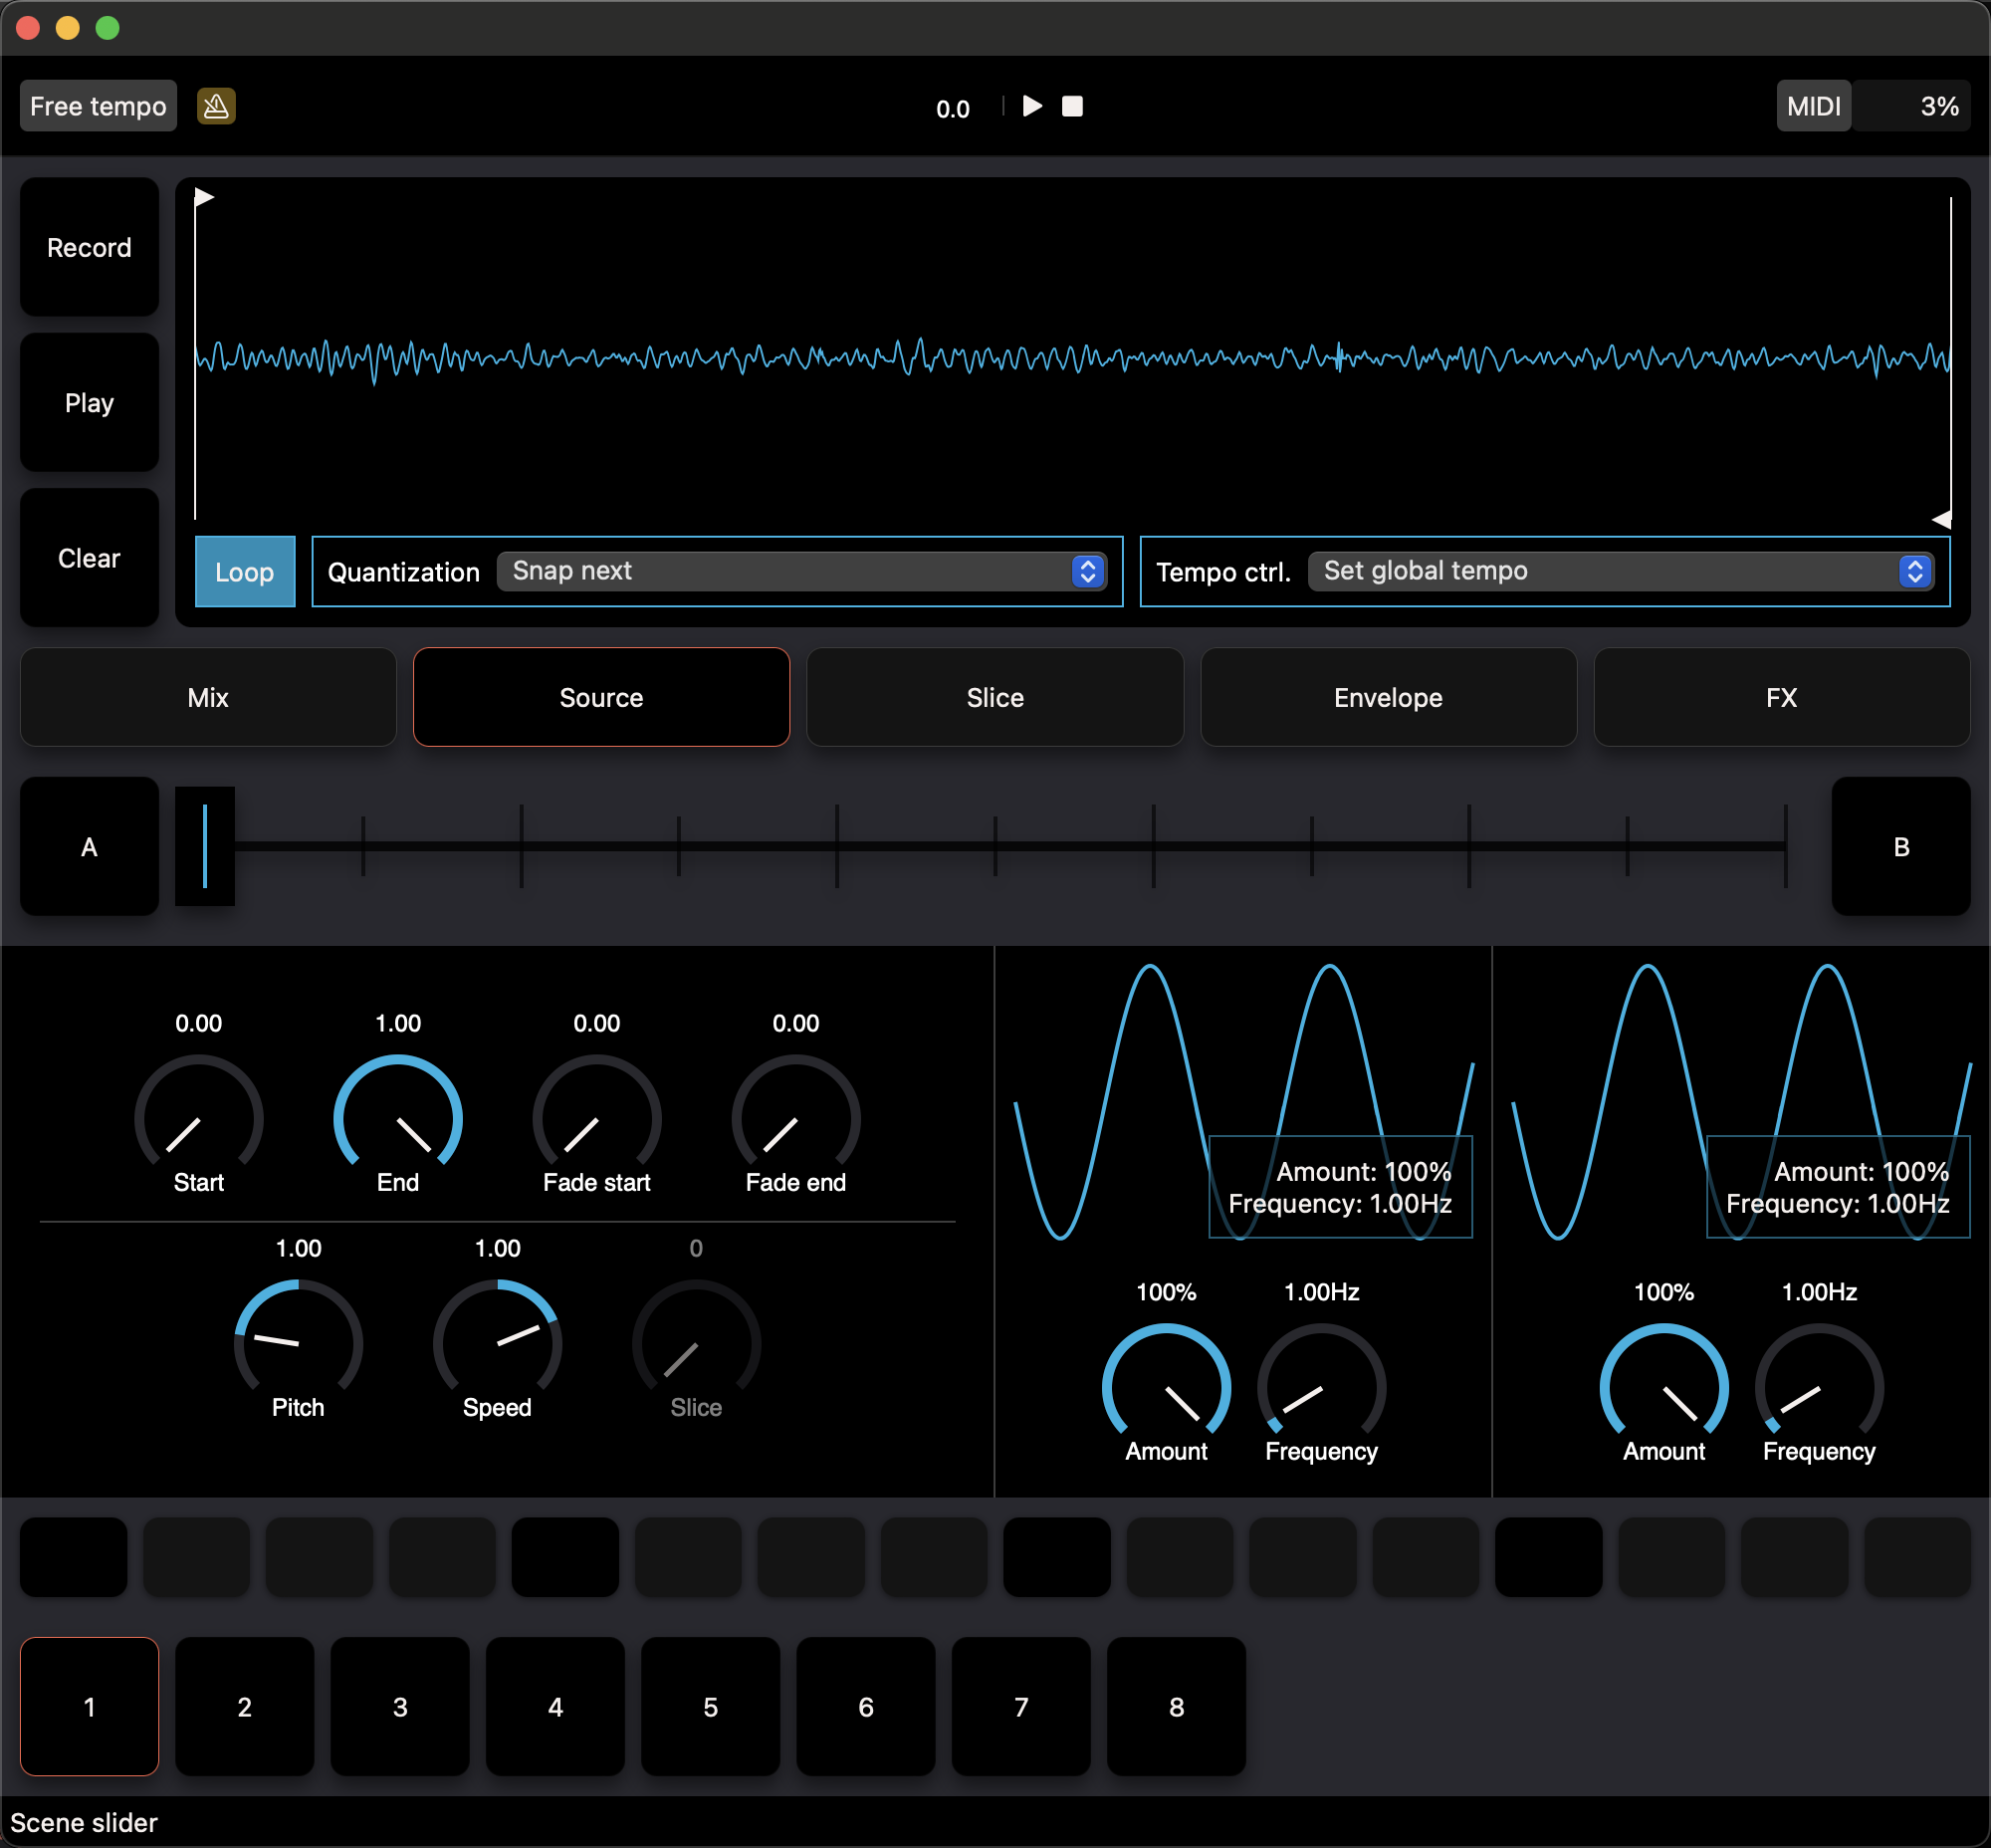 Free tempo
0.0
MIDI 3%
Record
Play
Clear
Loop Quantization Snap next Tempo ctrl. Set global tempo
Mix Source Slice Envelope FX
A B
0.00 1.00 0.00 0.00
Start End Fade start Fade end
1.00 1.00 0
Pitch Speed Slice
Amount: 100%
Frequency: 1.00Hz
100% 1.00Hz
Amount Frequency
Amount: 100%
Frequency: 1.00Hz
100% 1.00Hz
Amount Frequency
1 2 3 4 5 6 7 8
Scene slider